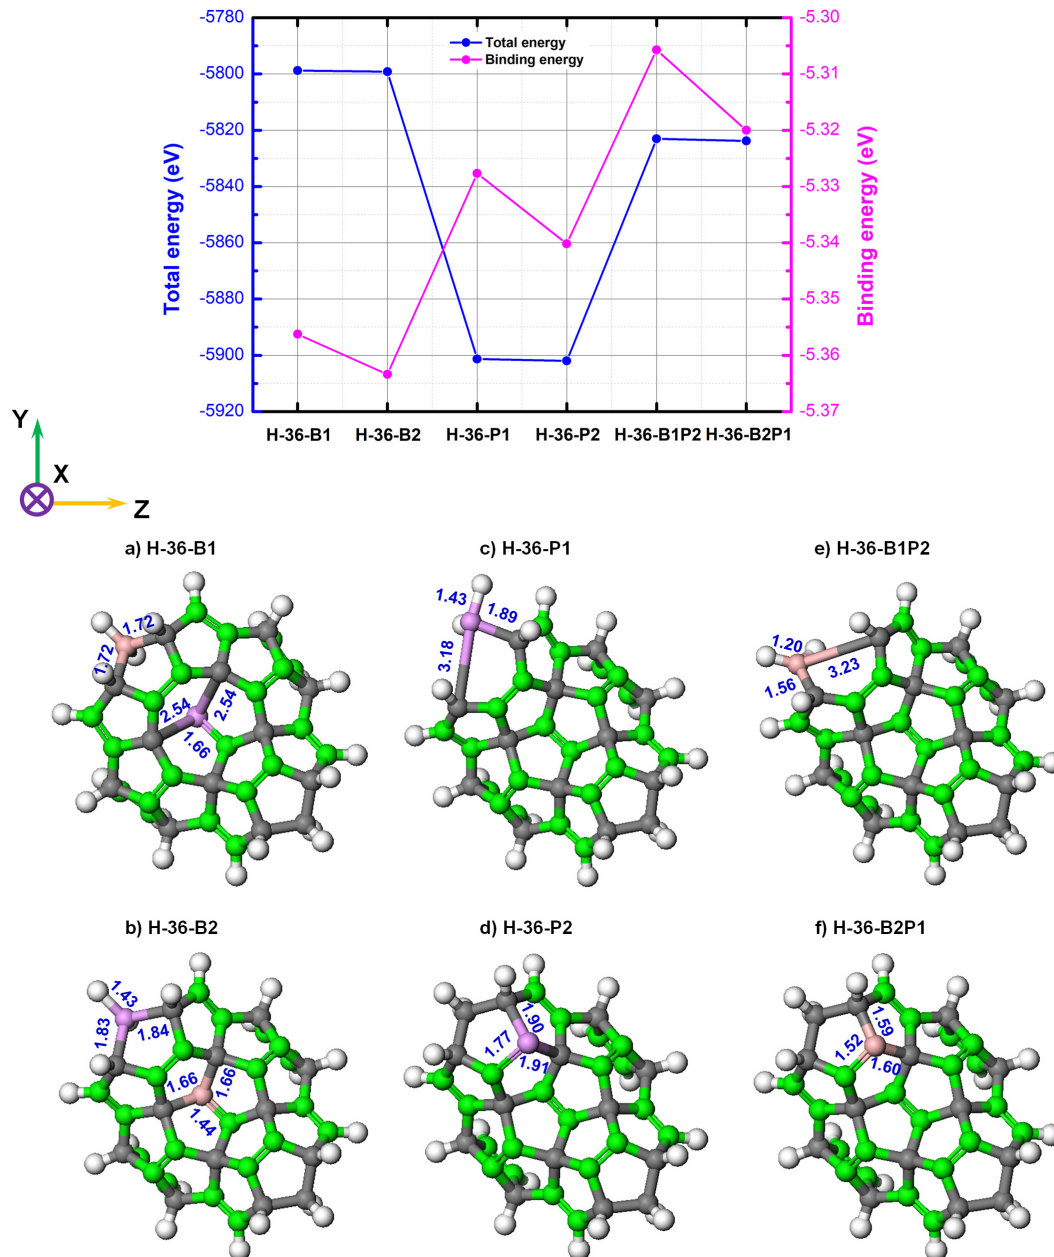 Total energy
Binding energy
Total energy (eV)
-5780
-5800
-5820
-5840
-5860
-5880
-5900
-5920
Binding energy (eV)
-5.30
-5.31
-5.32
-5.33
-5.34
-5.35
-5.36
-5.37
H-36-B1 H-36-B2 H-36-P1 H-36-P2 H-36-B1P2 H-36-B2P1
Y
X
Z
a) H-36-B1
1.72
1.72
2.54
2.54
1.66
c) H-36-P1
1.43
1.89
3.18
e) H-36-B1P2
1.20
3.23
1.56
b) H-36-B2
1.43
1.83
1.84
1.66
1.66
1.44
d) H-36-P2
1.90
1.77
1.91
f) H-36-B2P1
1.59
1.52
1.60